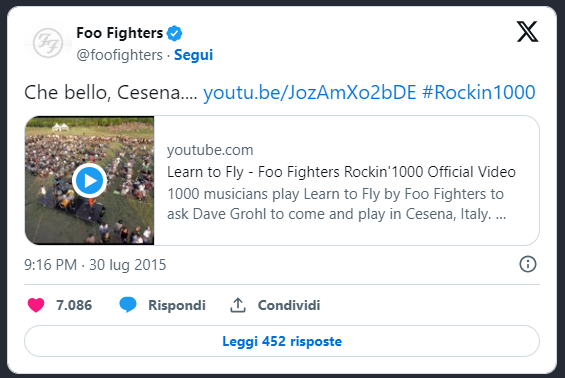 Foo Fighters
@foofighters · Segui
Che bello, Cesena.... youtu.be/JozAmXo2bDE #Rockin1000
youtube.com
Learn to Fly - Foo Fighters Rockin'1000 Official Video
1000 musicians play Learn to Fly by Foo Fighters to
ask Dave Grohl to come and play in Cesena, Italy. ...
9:16 PM · 30 lug 2015
7.086 Rispondi Condividi
Leggi 452 risposte